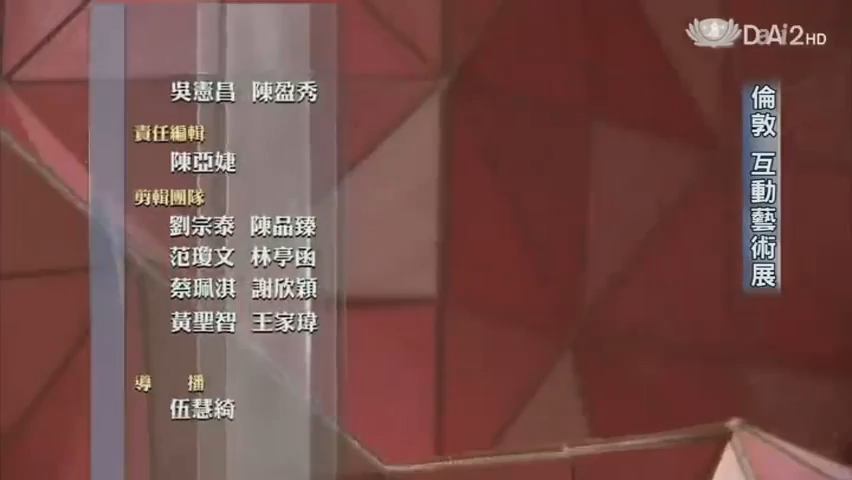 DaAi2HD
吳憲昌 陳盈秀
責任編輯
陳亞婕
剪輯團隊
劉宗泰 陳品臻
范瓊文 林亭函
蔡珮淇 謝欣穎
黃聖智 王家瑋
導 播
伍慧綺
倫敦 互動藝術展